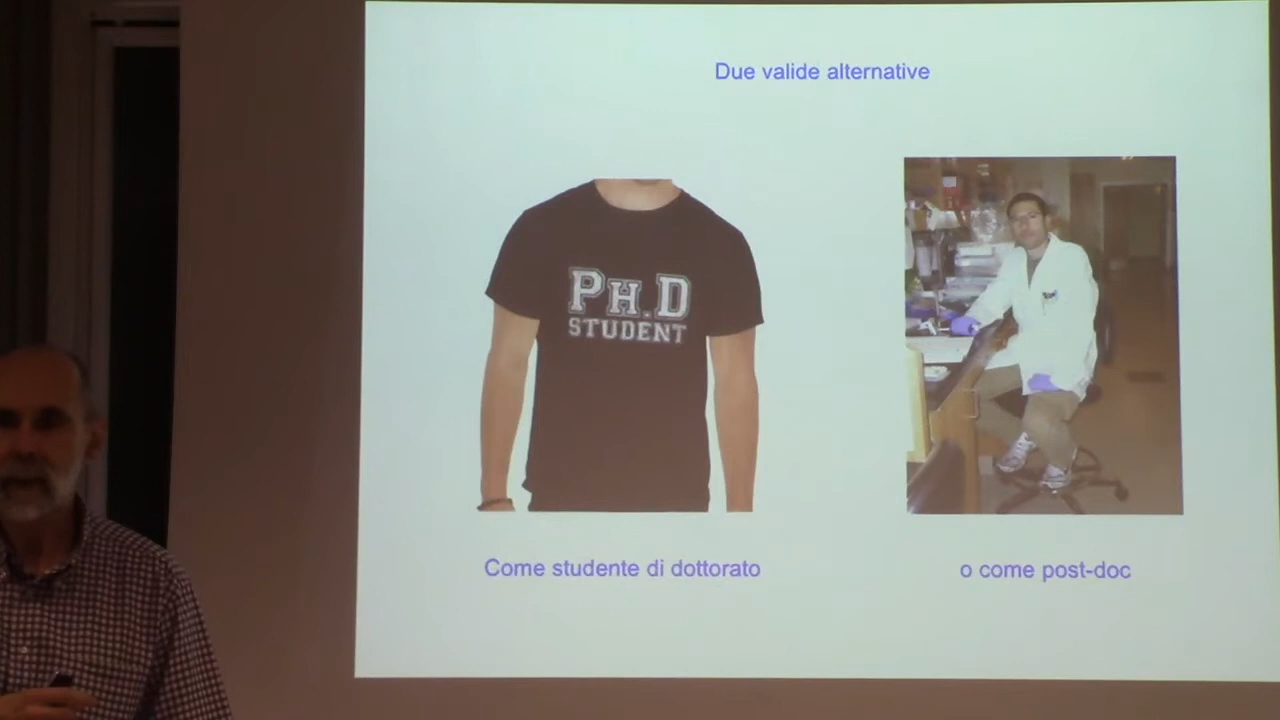 Due valide alternative
PH.D
STUDENT
Come studente di dottorato
o come post-doc